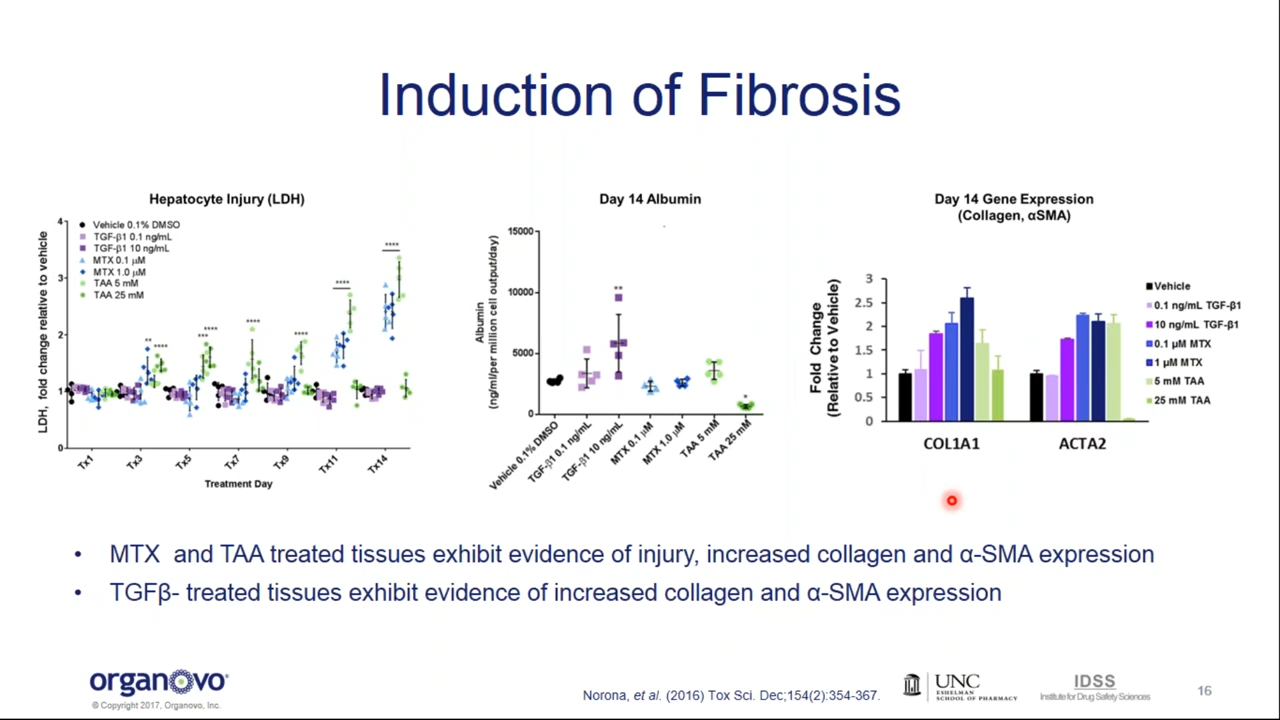 Induction of Fibrosis
Hepatocyte Injury (LDH)
LDH, fold change relative to vehicle
4
3
2
1
0
Vehicle 0.1% DMSO
TGF-β1 0.1 ng/mL
TGF-β1 10 ng/mL
MTX 0.1 μM
MTX 1.0 μM
TAA 5 mM
TAA 25 mM
**
****
***
****
****
****
****
****
Tx1
Tx3
Tx5
Tx7
Tx9
Tx11
Tx14
Treatment Day
Day 14 Albumin
Albumin
(ng/ml/per million cell output/day)
15000
10000
5000
0
**
*
Vehicle 0.1% DMSO
TGF-β1 0.1 ng/mL
TGF-β1 10 ng/mL
MTX 0.1 μM
MTX 1.0 μM
TAA 5 mM
TAA 25 mM
Day 14 Gene Expression
(Collagen, αSMA)
Fold Change
(Relative to Vehicle)
3
2.5
2
1.5
1
0.5
0
COL1A1
ACTA2
Vehicle
0.1 ng/mL TGF-β1
10 ng/mL TGF-β1
0.1 μM MTX
1 μM MTX
5 mM TAA
25 mM TAA
• MTX and TAA treated tissues exhibit evidence of injury, increased collagen and α-SMA expression
• TGFβ- treated tissues exhibit evidence of increased collagen and α-SMA expression
organovo
© Copyright 2017, Organovo, Inc.
Norona, et al. (2016) Tox Sci. Dec;154(2):354-367.
UNC
ESHELMAN
SCHOOL OF PHARMACY
IDSS
Institute for Drug Safety Sciences
16